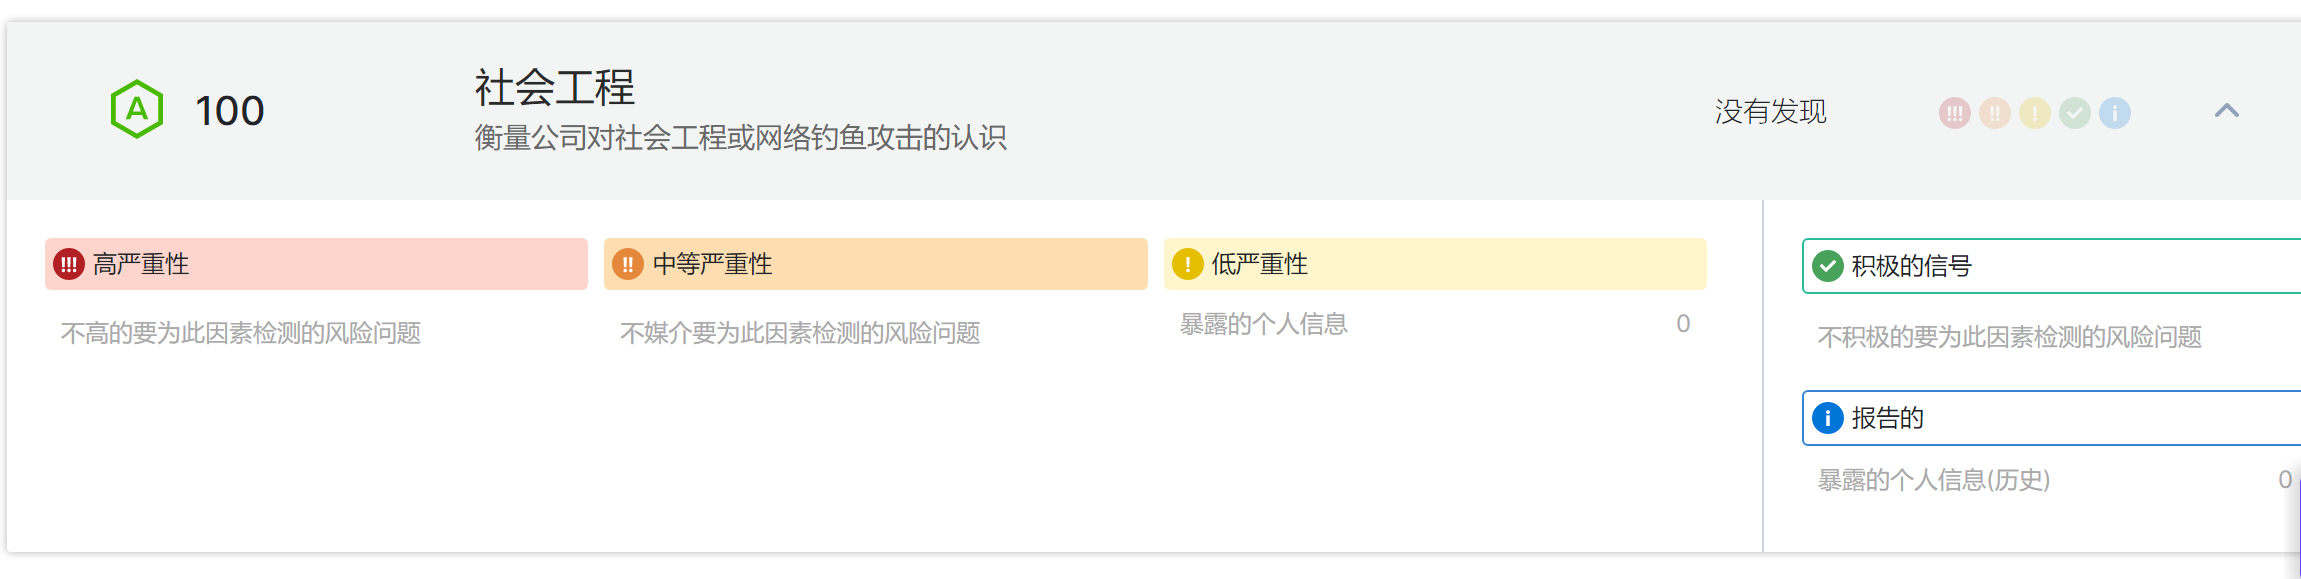 A
100
社会工程
衡量公司对社会工程或网络钓鱼攻击的认识
没有发现
高严重性
中等严重性
低严重性
不高的要为此因素检测的风险问题
不媒介要为此因素检测的风险问题
暴露的个人信息 0
积极的信号
不积极的要为此因素检测的风险问题
报告的
暴露的个人信息(历史) 0